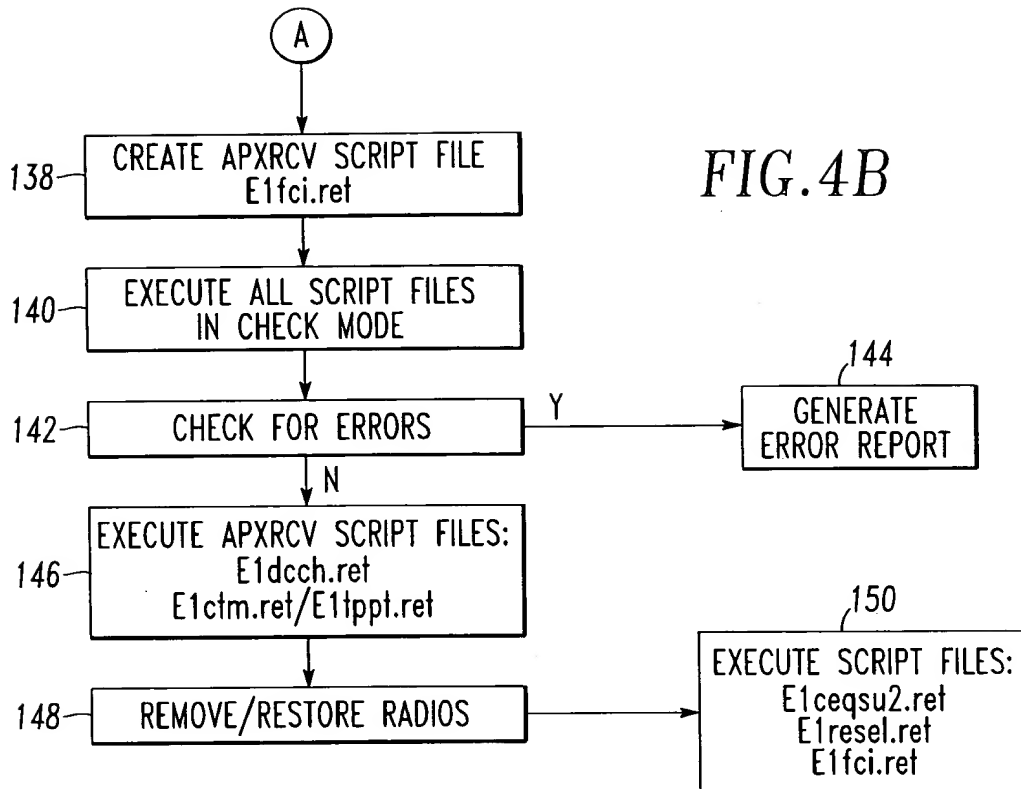 A
138
CREATE APXRCV SCRIPT FILE
E1fci.ret
FIG.4B
140
EXECUTE ALL SCRIPT FILES
IN CHECK MODE
142
CHECK FOR ERRORS
Y
144
GENERATE
ERROR REPORT
N
146
EXECUTE APXRCV SCRIPT FILES:
E1dcch.ret
E1ctm.ret/E1tppt.ret
148
REMOVE/RESTORE RADIOS
150
EXECUTE SCRIPT FILES:
E1ceqsu2.ret
E1resel.ret
E1fci.ret